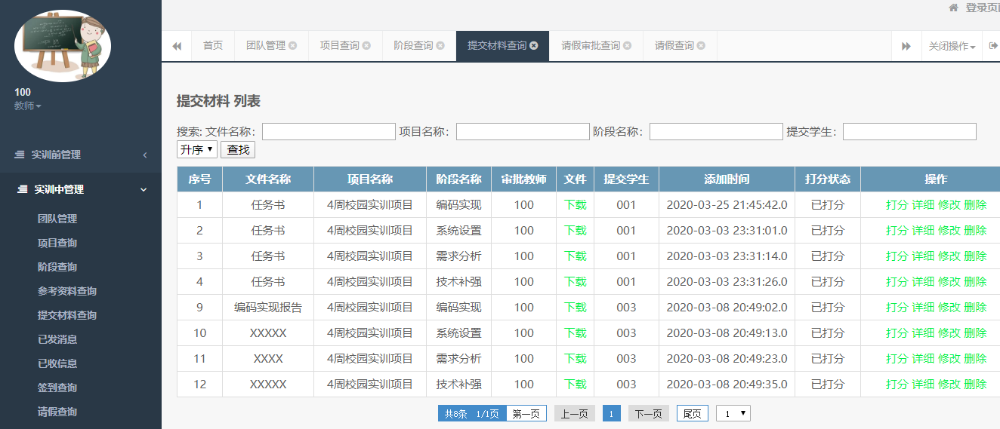 登录页面
首页 团队管理 项目查询 阶段查询 提交材料查询 请假审批查询 请假查询 关闭操作
100
教师
实训前管理
实训中管理
团队管理
项目查询
阶段查询
参考资料查询
提交材料查询
已发消息
已收信息
签到查询
请假查询
提交材料 列表
搜索: 文件名称: 项目名称: 阶段名称: 提交学生:
升序 查找
序号 文件名称 项目名称 阶段名称 审批教师 文件 提交学生 添加时间 打分状态 操作
1 任务书 4周校园实训项目 编码实现 100 下载 001 2020-03-25 21:45:42.0 已打分 打分 详细 修改 删除
2 任务书 4周校园实训项目 系统设置 100 下载 001 2020-03-03 23:31:01.0 已打分 打分 详细 修改 删除
3 任务书 4周校园实训项目 需求分析 100 下载 001 2020-03-03 23:31:14.0 已打分 打分 详细 修改 删除
4 任务书 4周校园实训项目 技术补强 100 下载 001 2020-03-03 23:31:26.0 已打分 打分 详细 修改 删除
9 编码实现报告 4周校园实训项目 编码实现 100 下载 003 2020-03-08 20:49:02.0 已打分 打分 详细 修改 删除
10 XXXXX 4周校园实训项目 系统设置 100 下载 003 2020-03-08 20:49:13.0 已打分 打分 详细 修改 删除
11 XXXX 4周校园实训项目 需求分析 100 下载 003 2020-03-08 20:49:23.0 已打分 打分 详细 修改 删除
12 XXXXX 4周校园实训项目 技术补强 100 下载 003 2020-03-08 20:49:35.0 已打分 打分 详细 修改 删除
共8条 1/1页 第一页 上一页 1 下一页 尾页 1